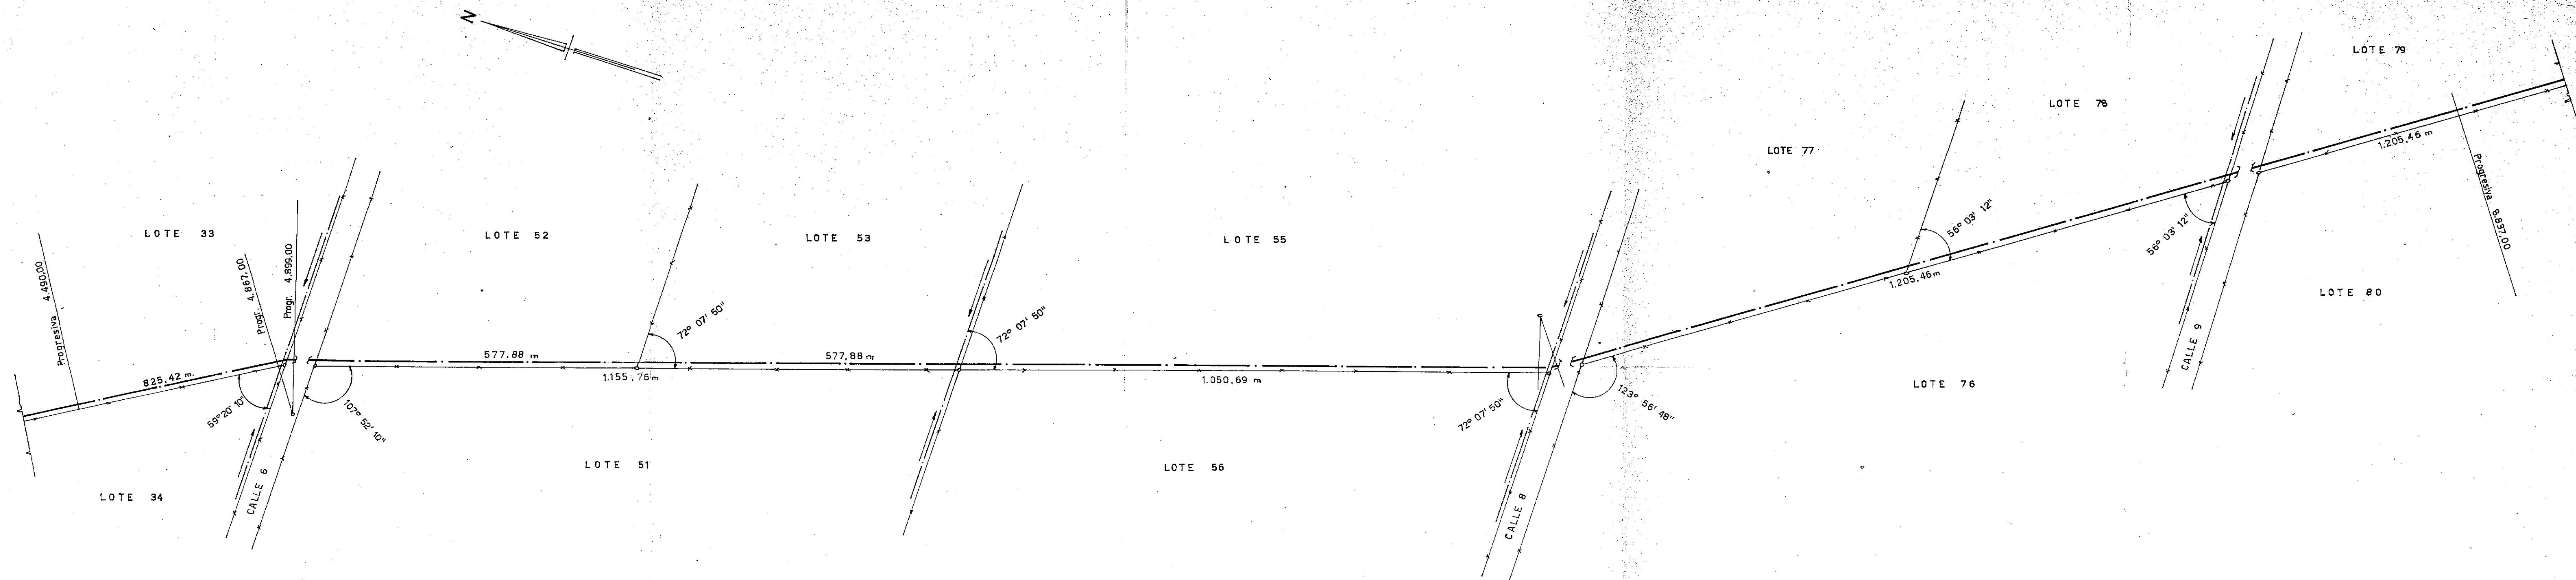 N
LOTE 33
Progresiva 4.490,00
Progr. 4.867,00
Progr. 4.899,00
825,42 m.
59° 20' 10"
107° 52' 10"
LOTE 34
CALLE 6
LOTE 52
577,88 m
1.155,76 m
72° 07' 50"
LOTE 51
LOTE 53
577,88 m
72° 07' 50"
LOTE 55
1.050,69 m
LOTE 56
72° 07' 50"
CALLE 8
123° 56' 48"
LOTE 77
1.205,46 m
56° 03' 12"
LOTE 76
LOTE 78
56° 03' 12"
CALLE 9
LOTE 79
1.205,46 m
Progresiva 8.837,00
LOTE 80